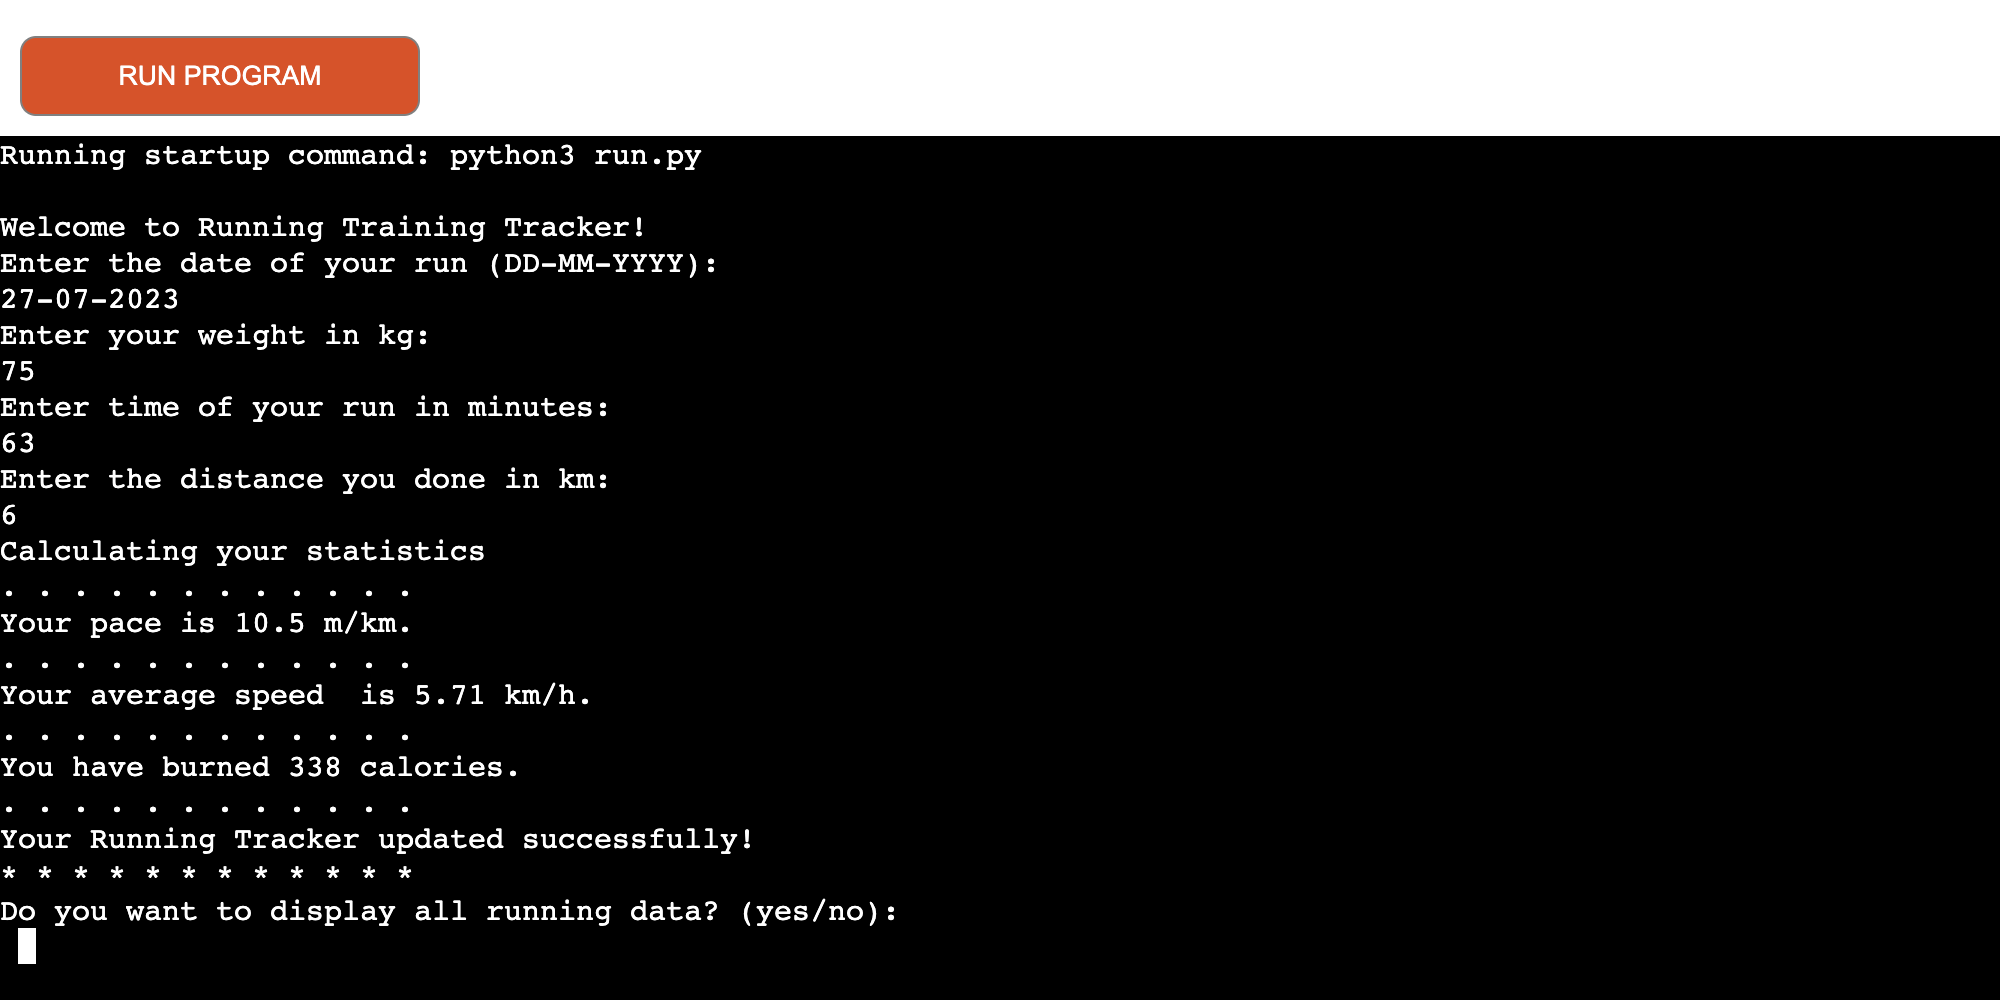 RUN PROGRAM
Running startup command: python3 run.py
Welcome to Running Training Tracker!
Enter the date of your run (DD-MM-YYYY):
27-07-2023
Enter your weight in kg:
75
Enter time of your run in minutes:
63
Enter the distance you done in km:
6
Calculating your statistics
. . . . . . . . . . . .
Your pace is 10.5 m/km.
. . . . . . . . . . . .
Your average speed  is 5.71 km/h.
. . . . . . . . . . . .
You have burned 338 calories.
. . . . . . . . . . . .
Your Running Tracker updated successfully!
* * * * * * * * * * * *
Do you want to display all running data? (yes/no):